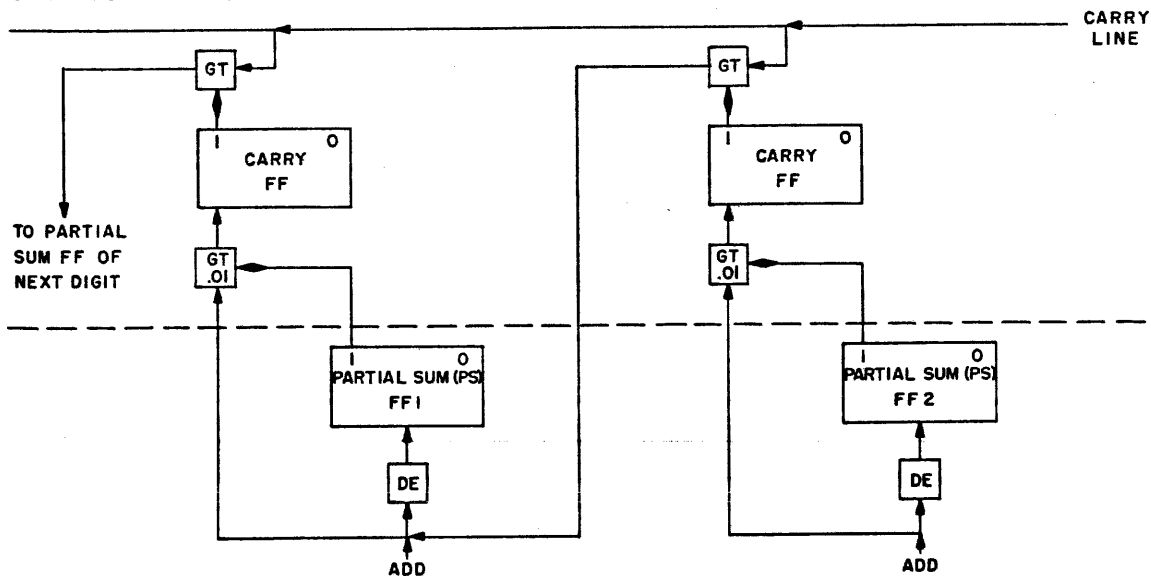 CARRY
LINE
GT
GT
1 0
CARRY
FF
1 0
CARRY
FF
TO PARTIAL
SUM FF OF
NEXT DIGIT
GT
.01
GT
.01
1 0
PARTIAL SUM (PS)
FF 1
1 0
PARTIAL SUM (PS)
FF 2
DE
DE
ADD
ADD